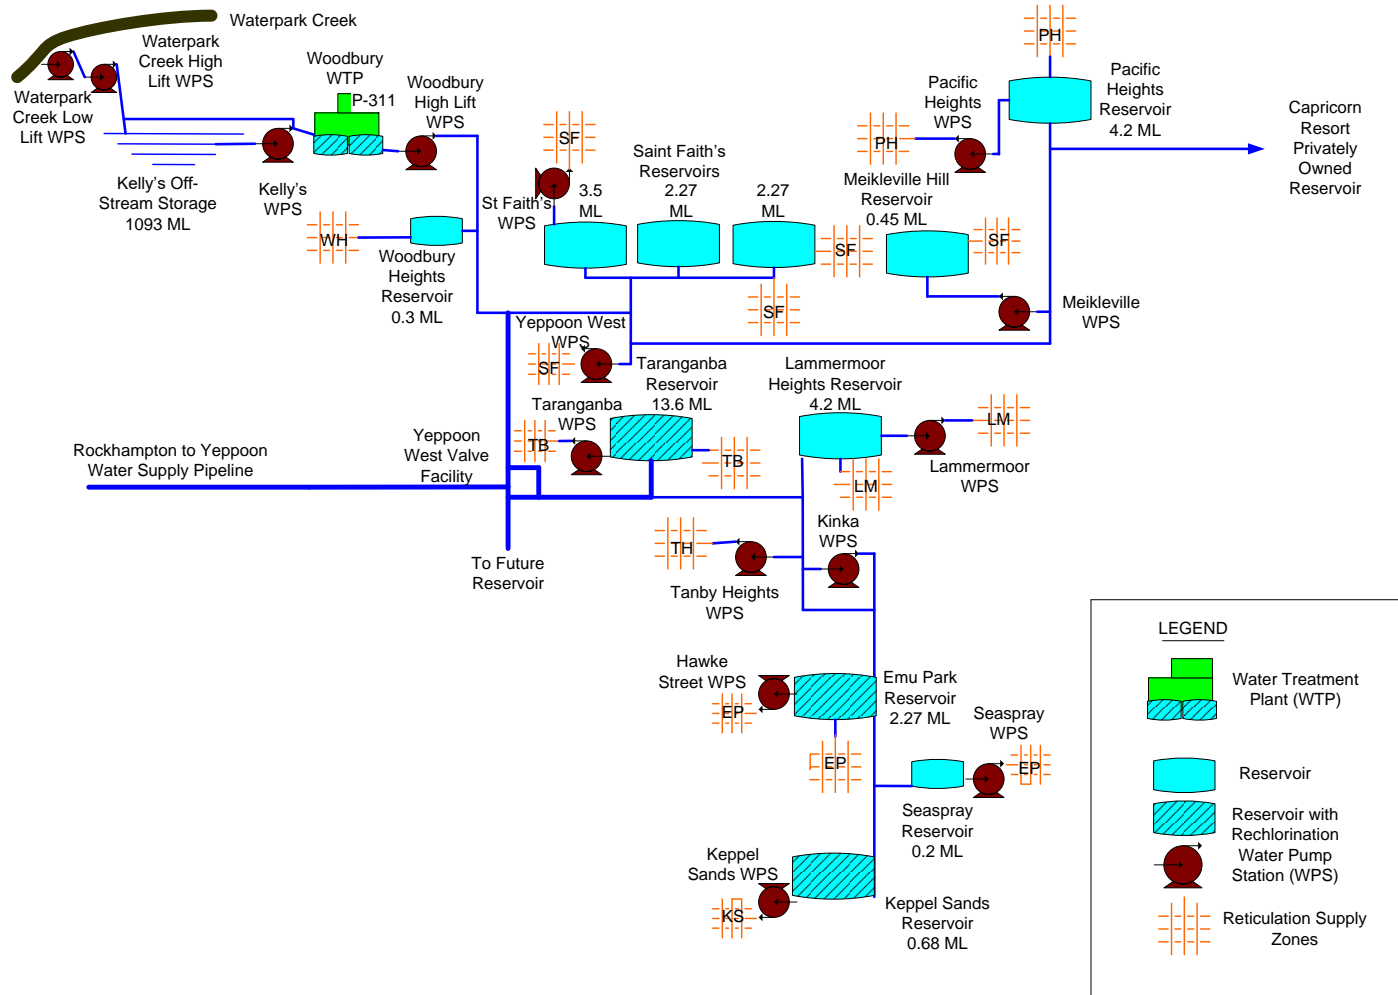 Waterpark Creek
Waterpark
Creek High
Lift WPS
Waterpark
Creek Low
Lift WPS
Woodbury
WTP
P-311
Woodbury
High Lift
WPS
Kelly's Off-
Stream Storage
1093 ML
Kelly's
WPS
WH
Woodbury
Heights
Reservoir
0.3 ML
SF
St Faith's
WPS
Saint Faith's
Reservoirs
3.5
ML
2.27
ML
2.27
ML
SF
SF
PH
Pacific
Heights
WPS
PH
Pacific
Heights
Reservoir
4.2 ML
Capricorn
Resort
Privately
Owned
Reservoir
Meikleville Hill
Reservoir
0.45 ML
SF
Meikleville
WPS
Yeppoon West
WPS
SF
Taranganba
Reservoir
13.6 ML
Taranganba
WPS
TB
TB
Lammermoor
Heights Reservoir
4.2 ML
LM
LM
Lammermoor
WPS
Rockhampton to Yeppoon
Water Supply Pipeline
Yeppoon
West Valve
Facility
To Future
Reservoir
Kinka
WPS
TH
Tanby Heights
WPS
Hawke
Street WPS
EP
Emu Park
Reservoir
2.27 ML
EP
Seaspray
WPS
EP
Seaspray
Reservoir
0.2 ML
Keppel
Sands WPS
KS
Keppel Sands
Reservoir
0.68 ML
LEGEND
Water Treatment
Plant (WTP)
Reservoir
Reservoir with
Rechlorination
Water Pump
Station (WPS)
Reticulation Supply
Zones